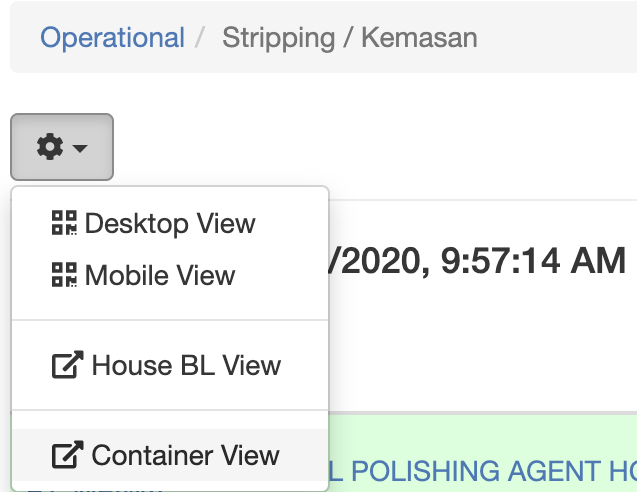 Operational / Stripping / Kemasan
Desktop View
Mobile View
/2020, 9:57:14 AM
House BL View
Container View
L POLISHING AGENT HO